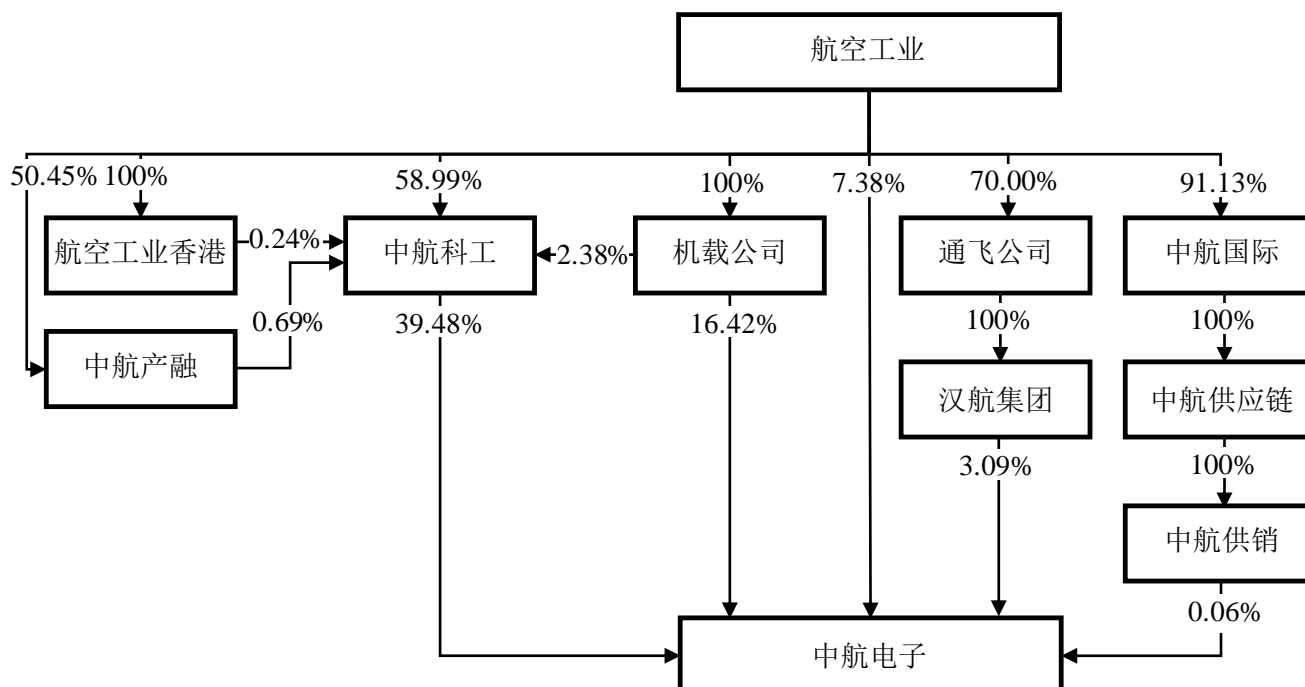 航空工业
50.45%
100%
58.99%
100%
7.38%
70.00%
91.13%
航空工业香港
0.24%
中航科工
2.38%
机载公司
通飞公司
中航国际
0.69%
39.48%
16.42%
100%
100%
中航产融
汉航集团
中航供应链
3.09%
100%
中航供销
0.06%
中航电子